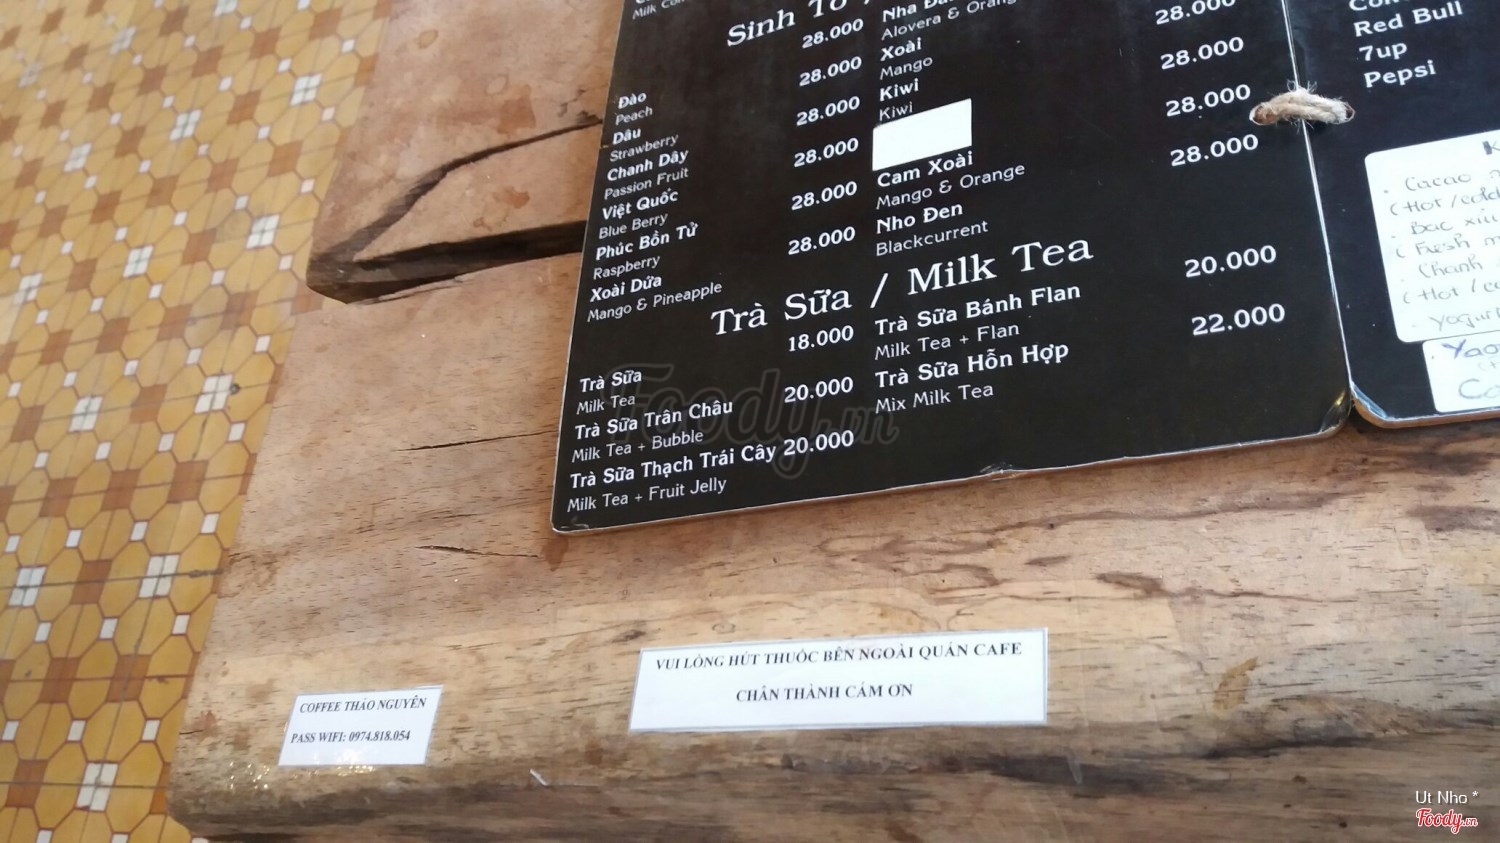 Sinh Tố /
28.000
Đào
Peach
28.000
Dâu
Strawberry
28.000
Chanh Dây
Passion Fruit
28.000
Việt Quốc
Blue Berry
28.000
Phúc Bồn Tử
Raspberry
28.000
Xoài Dứa
Mango & Pineapple
Nha Đam
Alovera & Orange
28.000
Xoài
Mango
28.000
Kiwi
Kiwi
28.000
Cam Xoài
Mango & Orange
28.000
Nho Đen
Blackcurrent
Trà Sữa / Milk Tea
18.000
Trà Sữa
Milk Tea
Trà Sữa Trân Châu 20.000
Milk Tea + Bubble
Trà Sữa Thạch Trái Cây 20.000
Milk Tea + Fruit Jelly
Trà Sữa Bánh Flan 20.000
Milk Tea + Flan
Trà Sữa Hỗn Hợp 22.000
Mix Milk Tea
Red Bull
7up
Pepsi
Cacao
(Hot/cold
Bạc xỉu
(Fresh
Chanh
(Hot/
VUI LÒNG HÚT THUỐC BÊN NGOÀI QUÁN CAFE
CHÂN THÀNH CẢM ƠN
COFFEE THẢO NGUYÊN
PASS WIFI: 0974.818.054
Foody.vn
Ut Nho *
Foody.vn